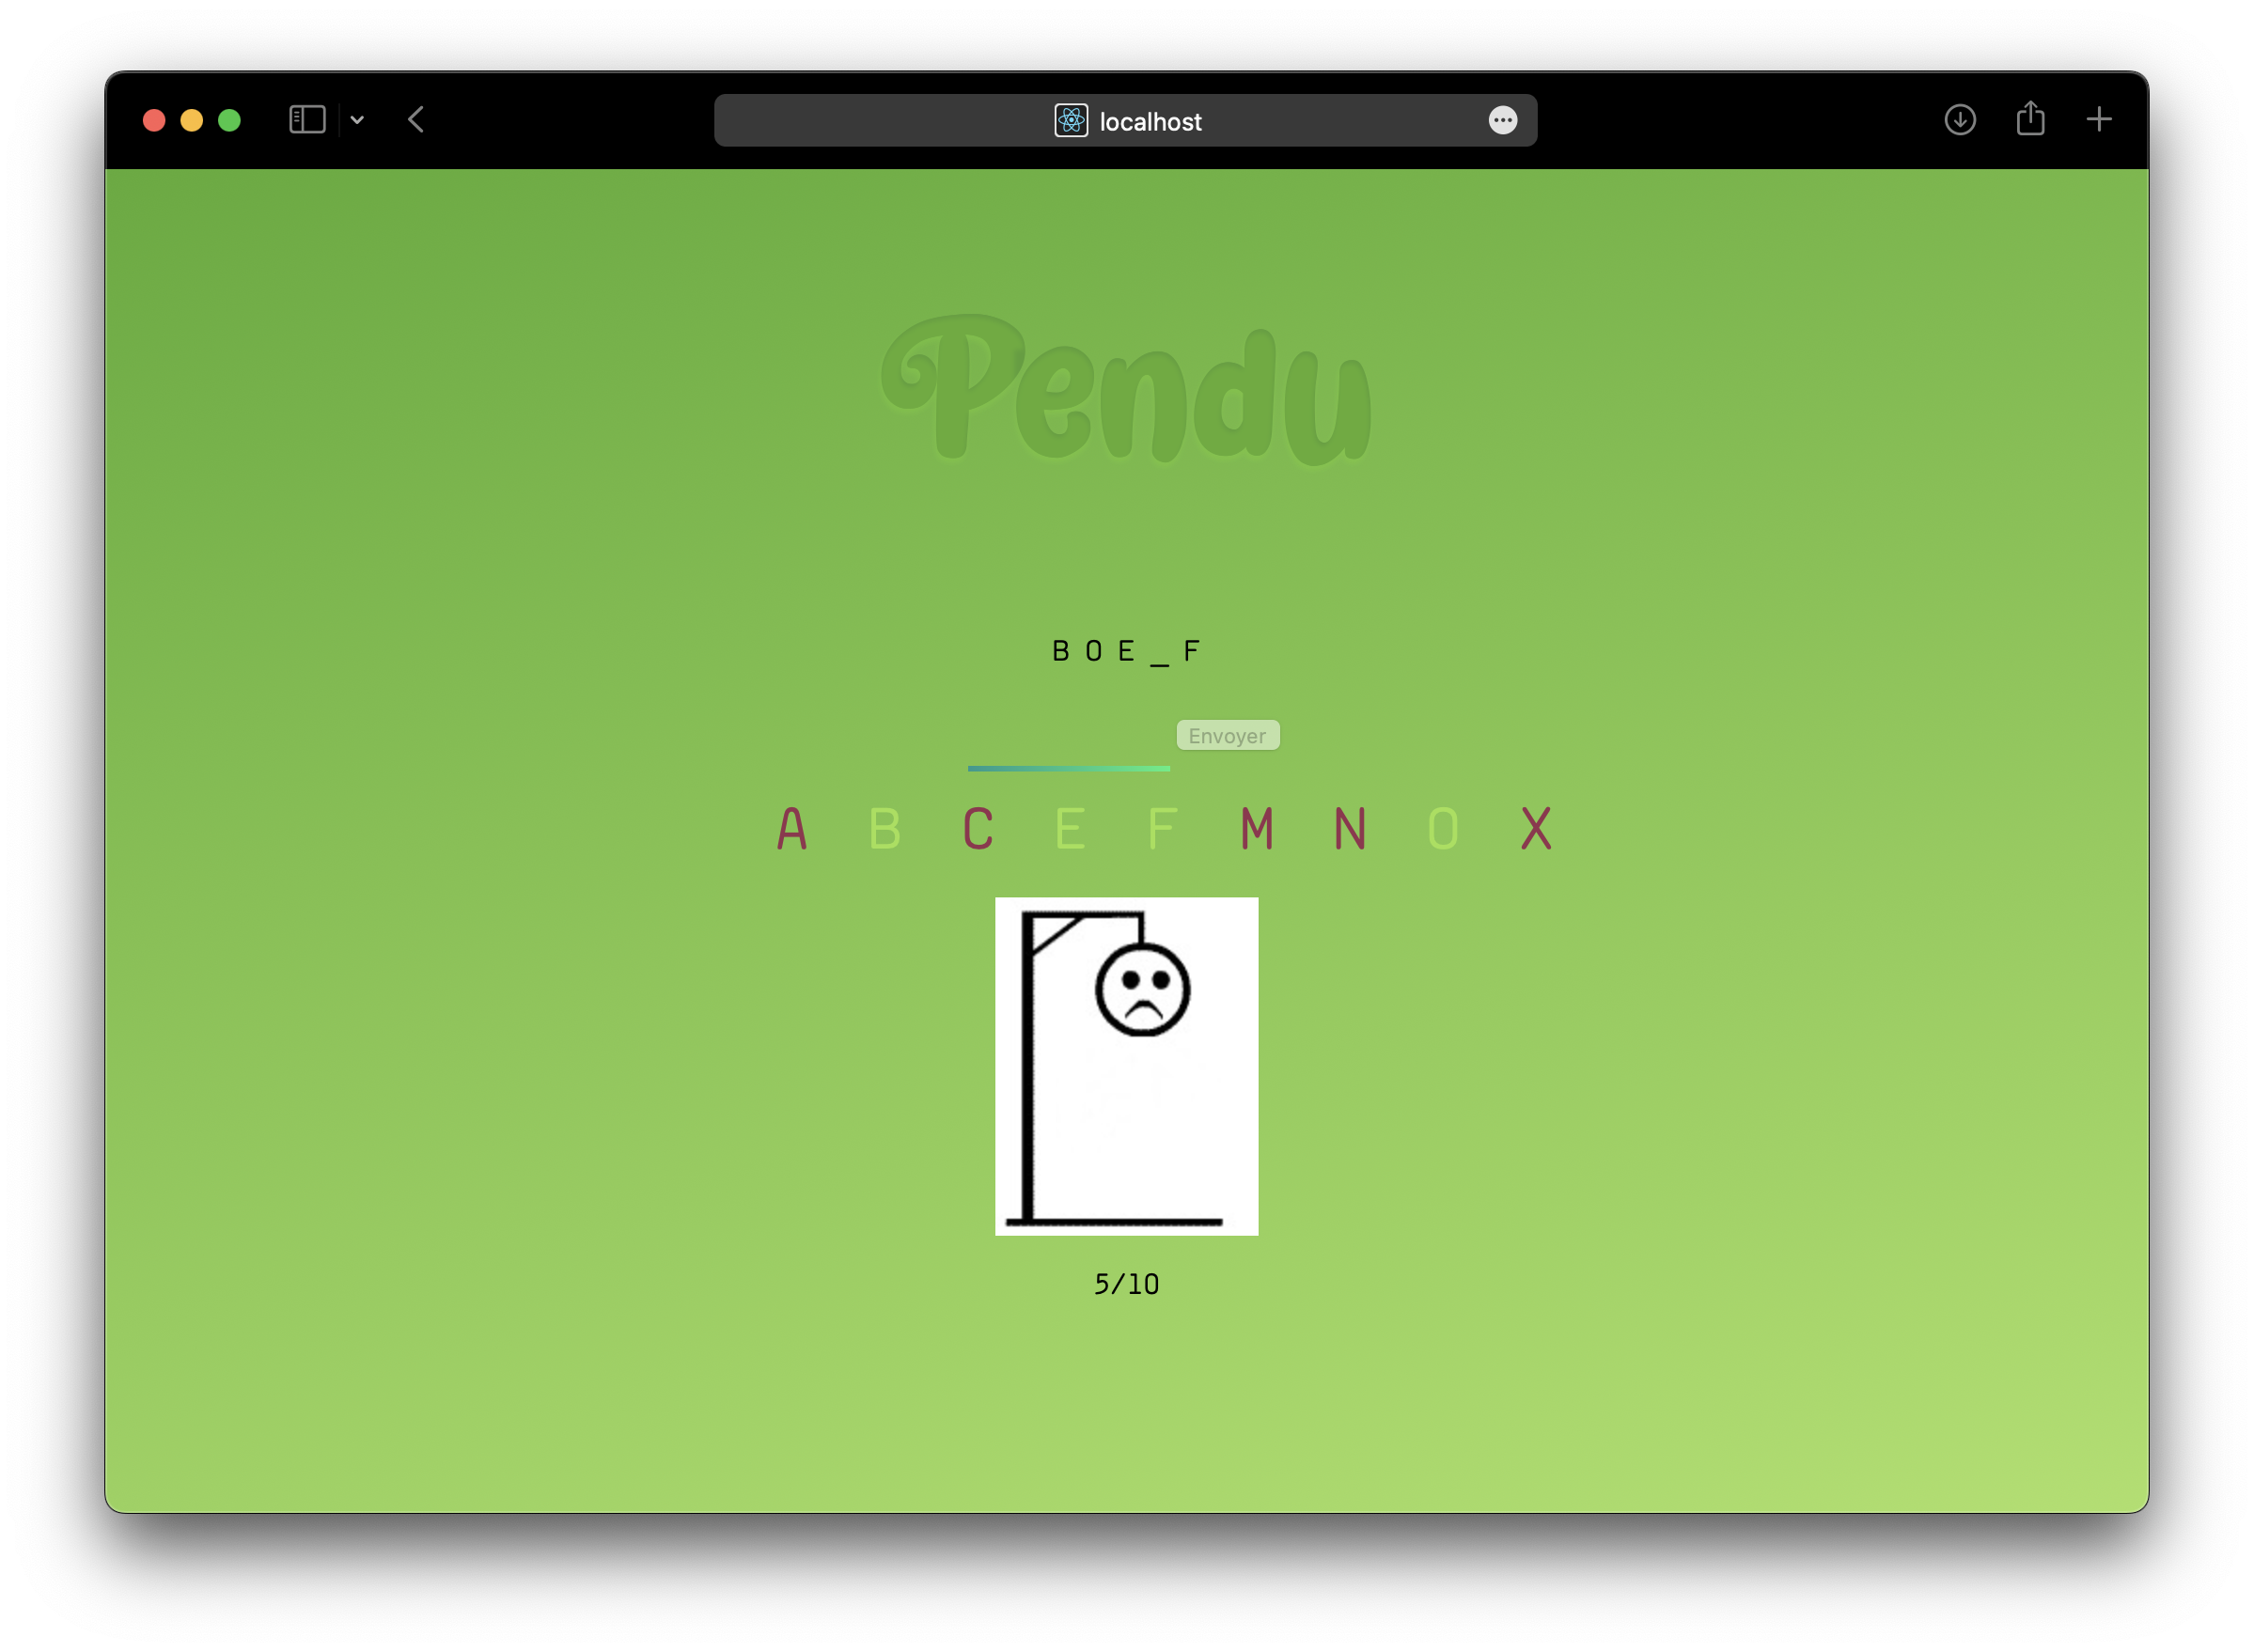 localhost
Pendu
B O E _ F
Envoyer
A B C E F M N O X
5/10